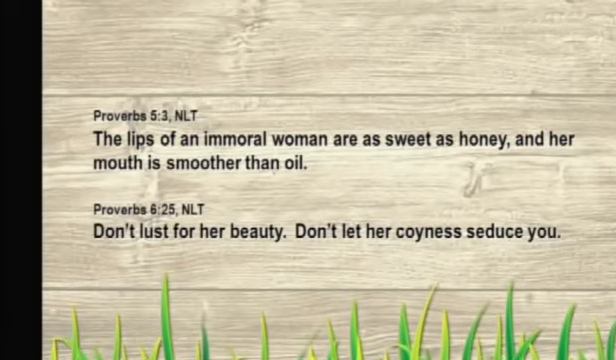 Proverbs 5:3, NLT
The lips of an immoral woman are as sweet as honey, and her
mouth is smoother than oil.
Proverbs 6:25, NLT
Don't lust for her beauty.  Don't let her coyness seduce you.